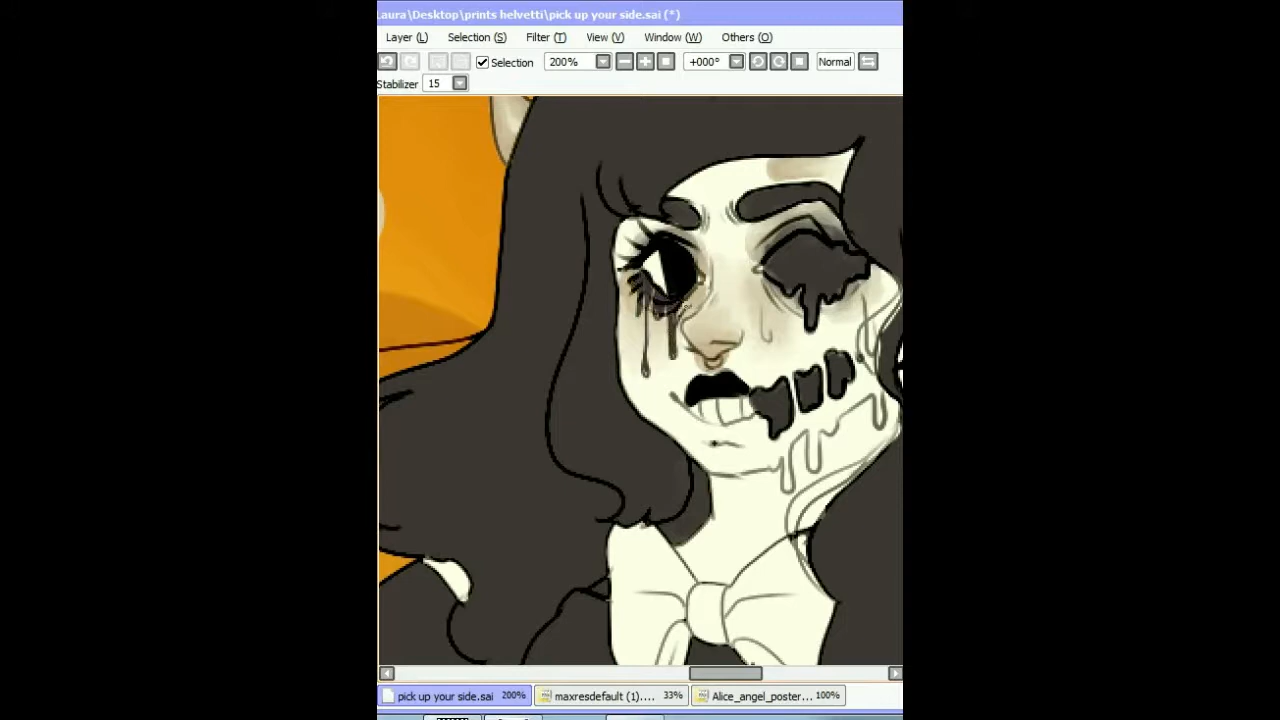 Laura\Desktop\prints helvetti\pick up your side.sai (*)
Layer (L) Selection (S) Filter (T) View (V) Window (W) Others (O)
Selection 200% +000° Normal
Stabilizer 15
pick up your side.sai 200% maxresdefault (1).... 33% Alice_angel_poster... 100%